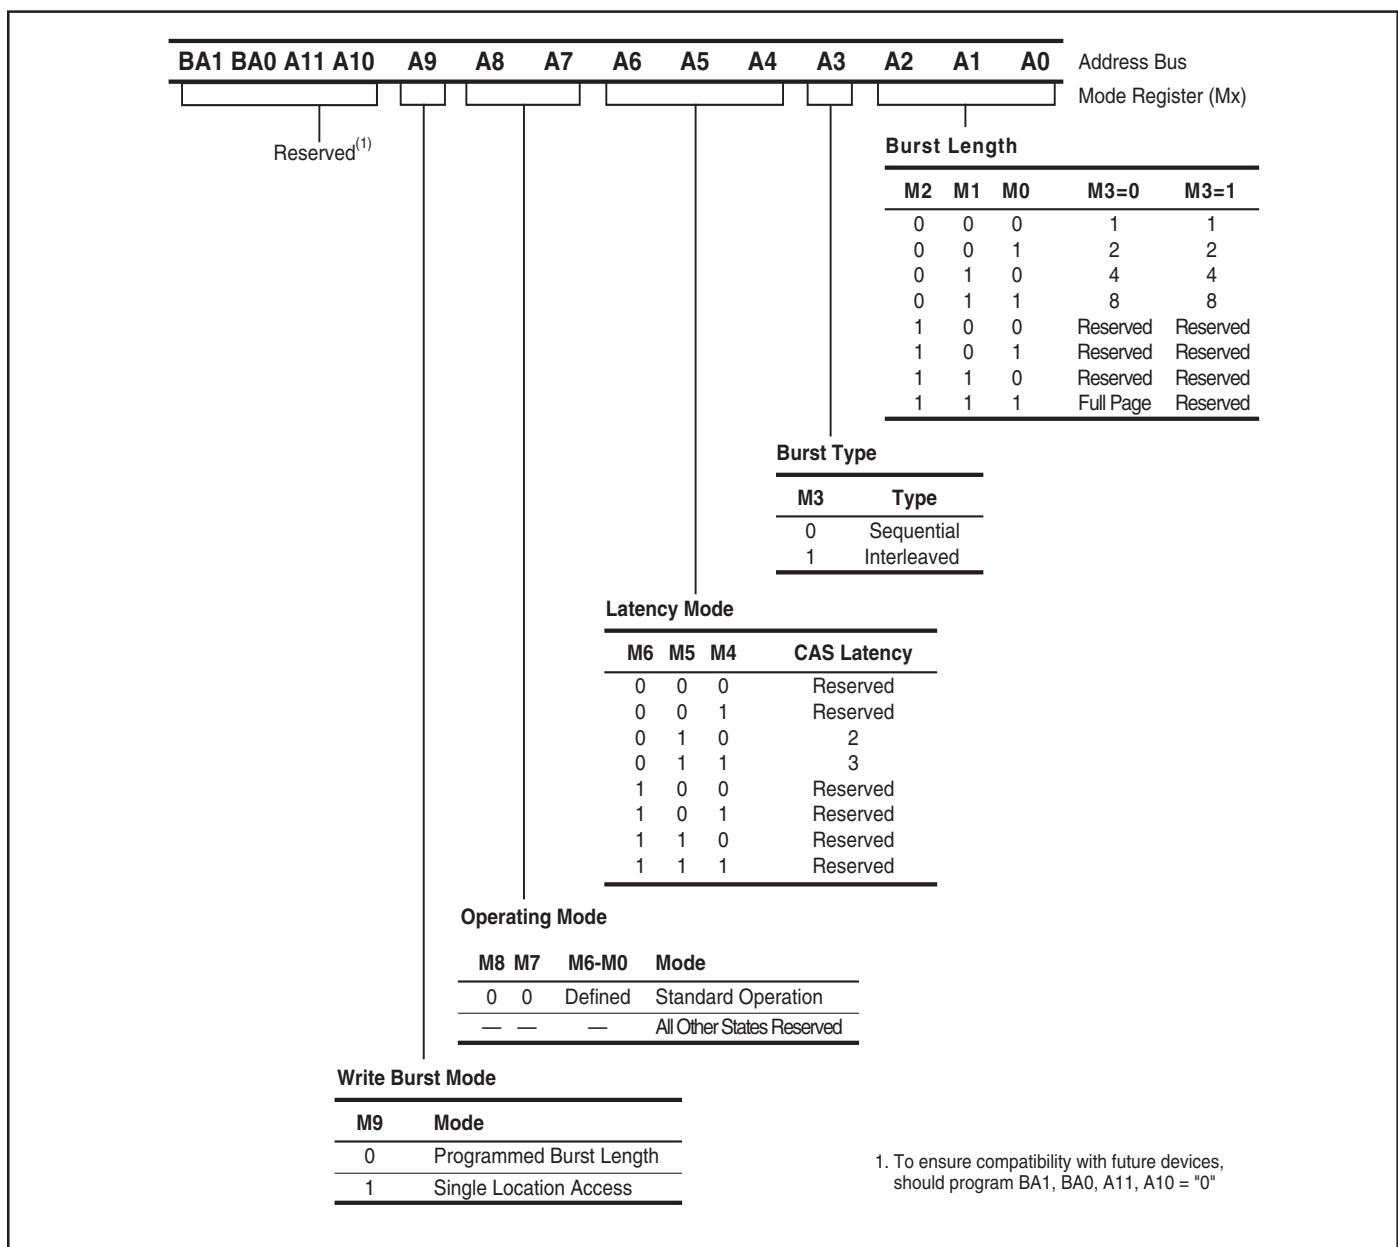 BA1 BA0 A11 A10 A9 A8 A7 A6 A5 A4 A3 A2 A1 A0 Address Bus
Mode Register (Mx)
Reserved(1)
Burst Length
M2 M1 M0 M3=0 M3=1
0 0 0 1 1
0 0 1 2 2
0 1 0 4 4
0 1 1 8 8
1 0 0 Reserved Reserved
1 0 1 Reserved Reserved
1 1 0 Reserved Reserved
1 1 1 Full Page Reserved
Burst Type
M3 Type
0 Sequential
1 Interleaved
Latency Mode
M6 M5 M4 CAS Latency
0 0 0 Reserved
0 0 1 Reserved
0 1 0 2
0 1 1 3
1 0 0 Reserved
1 0 1 Reserved
1 1 0 Reserved
1 1 1 Reserved
Operating Mode
M8 M7 M6-M0 Mode
0 0 Defined Standard Operation
— — — All Other States Reserved
Write Burst Mode
M9 Mode
0 Programmed Burst Length
1 Single Location Access
1. To ensure compatibility with future devices,
should program BA1, BA0, A11, A10 = "0"